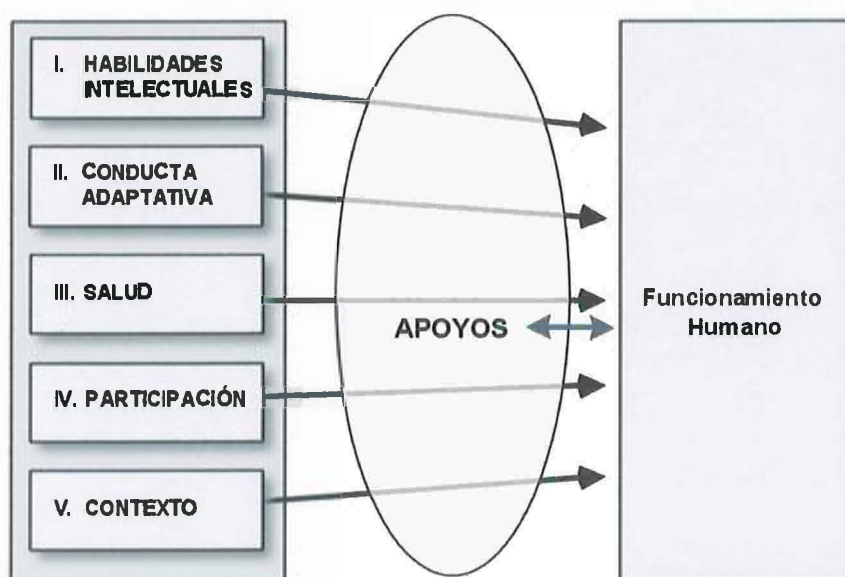 I. HABILIDADES
INTELECTUALES
II. CONDUCTA
ADAPTATIVA
III. SALUD
IV. PARTICIPACIÓN
V. CONTEXTO
APOYOS
Funcionamiento
Humano